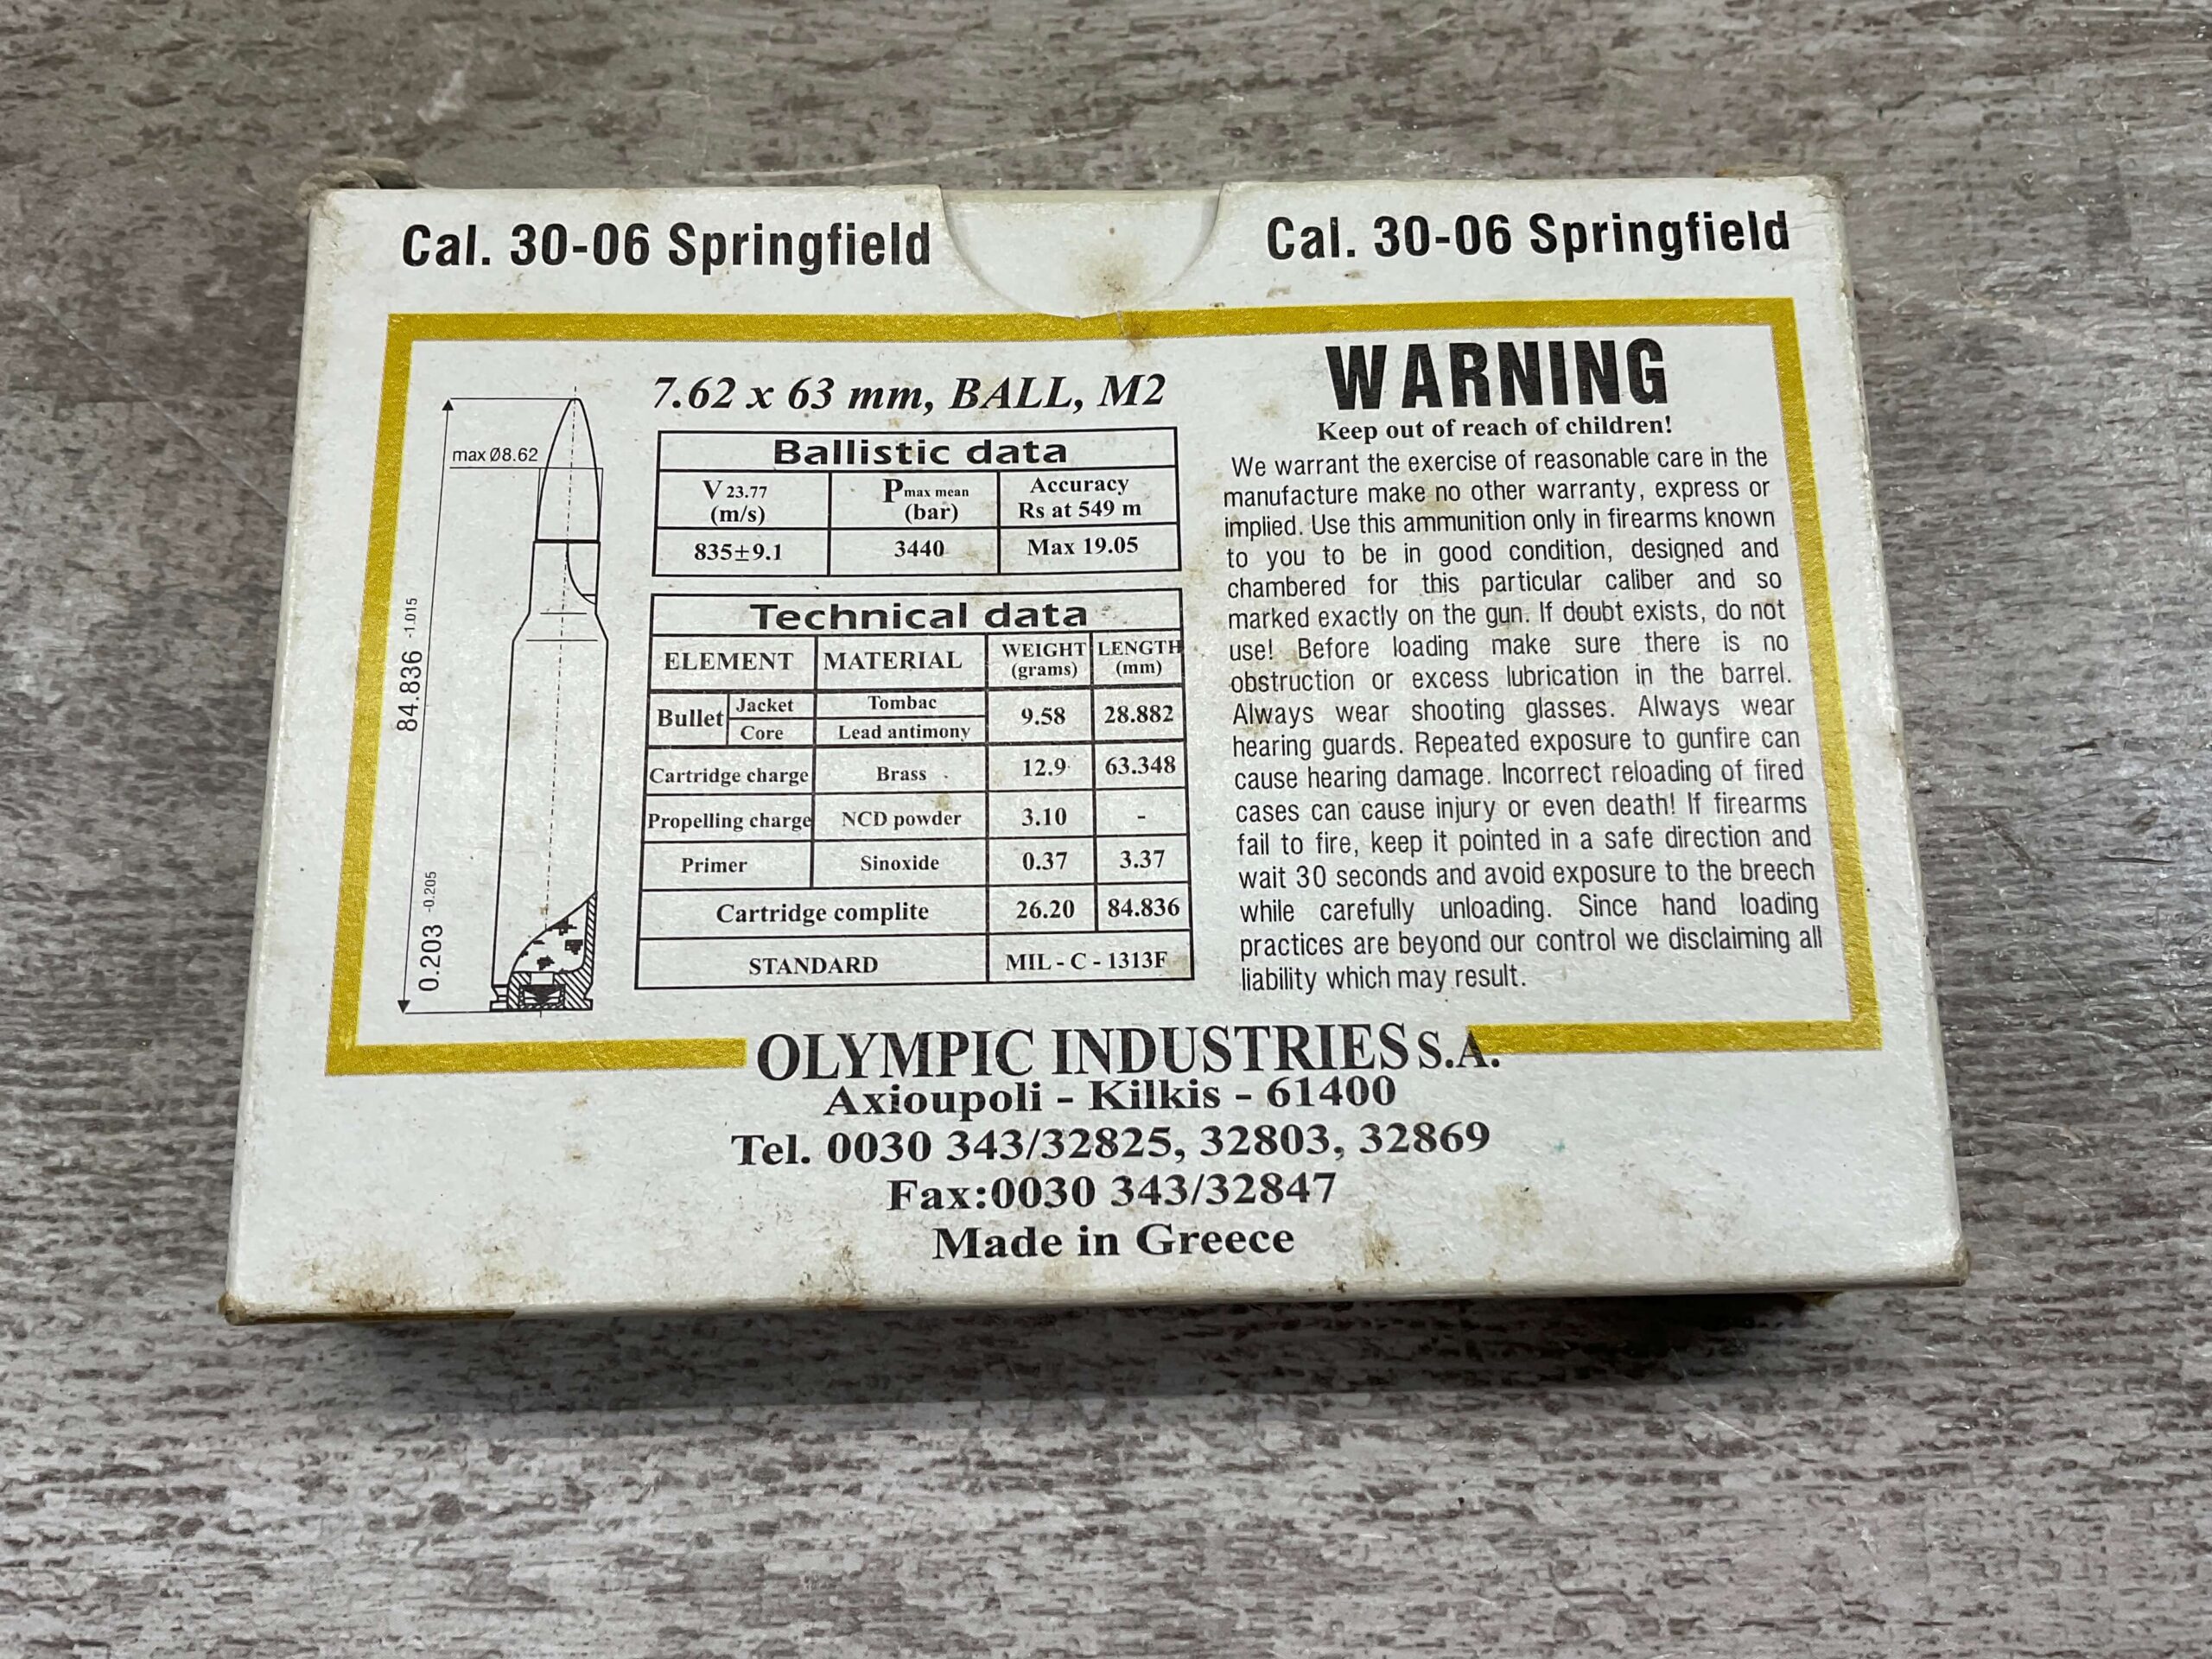 Cal. 30-06 Springfield
Cal. 30-06 Springfield
max Ø8.62
84.836 -1.015
0.203 -0.205
7.62 x 63 mm, BALL, M2
Ballistic data
V 23.77 (m/s) P max mean (bar) Accuracy Rs at 549 m
835±9.1 3440 Max 19.05
Technical data
ELEMENT MATERIAL WEIGHT (grams) LENGTH (mm)
Bullet Jacket Tombac 9.58 28.882
Core Lead antimony
Cartridge charge Brass 12.9 63.348
Propelling charge NCD powder 3.10 -
Primer Sinoxide 0.37 3.37
Cartridge complite 26.20 84.836
STANDARD MIL - C - 1313F
WARNING
Keep out of reach of children!
We warrant the exercise of reasonable care in the
manufacture make no other warranty, express or
implied. Use this ammunition only in firearms known
to you to be in good condition, designed and
chambered for this particular caliber and so
marked exactly on the gun. If doubt exists, do not
use! Before loading make sure there is no
obstruction or excess lubrication in the barrel.
Always wear shooting glasses. Always wear
hearing guards. Repeated exposure to gunfire can
cause hearing damage. Incorrect reloading of fired
cases can cause injury or even death! If firearms
fail to fire, keep it pointed in a safe direction and
wait 30 seconds and avoid exposure to the breech
while carefully unloading. Since hand loading
practices are beyond our control we disclaiming all
liability which may result.
OLYMPIC INDUSTRIES S.A.
Axioupoli - Kilkis - 61400
Tel. 0030 343/32825, 32803, 32869
Fax:0030 343/32847
Made in Greece